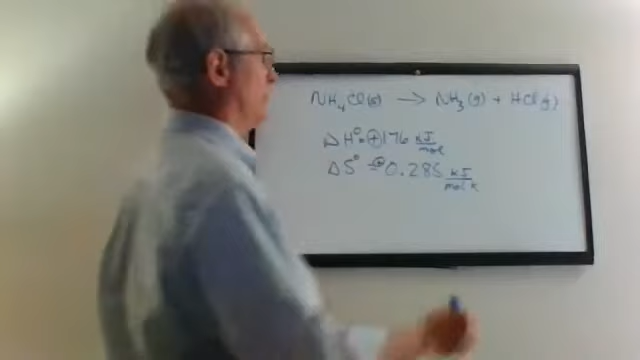 NH₄Cl(s) → NH₃(g) + HCl(g)
ΔH° = ⊕176 kJ/mol
ΔS° = ⊕0.285 kJ/mol K